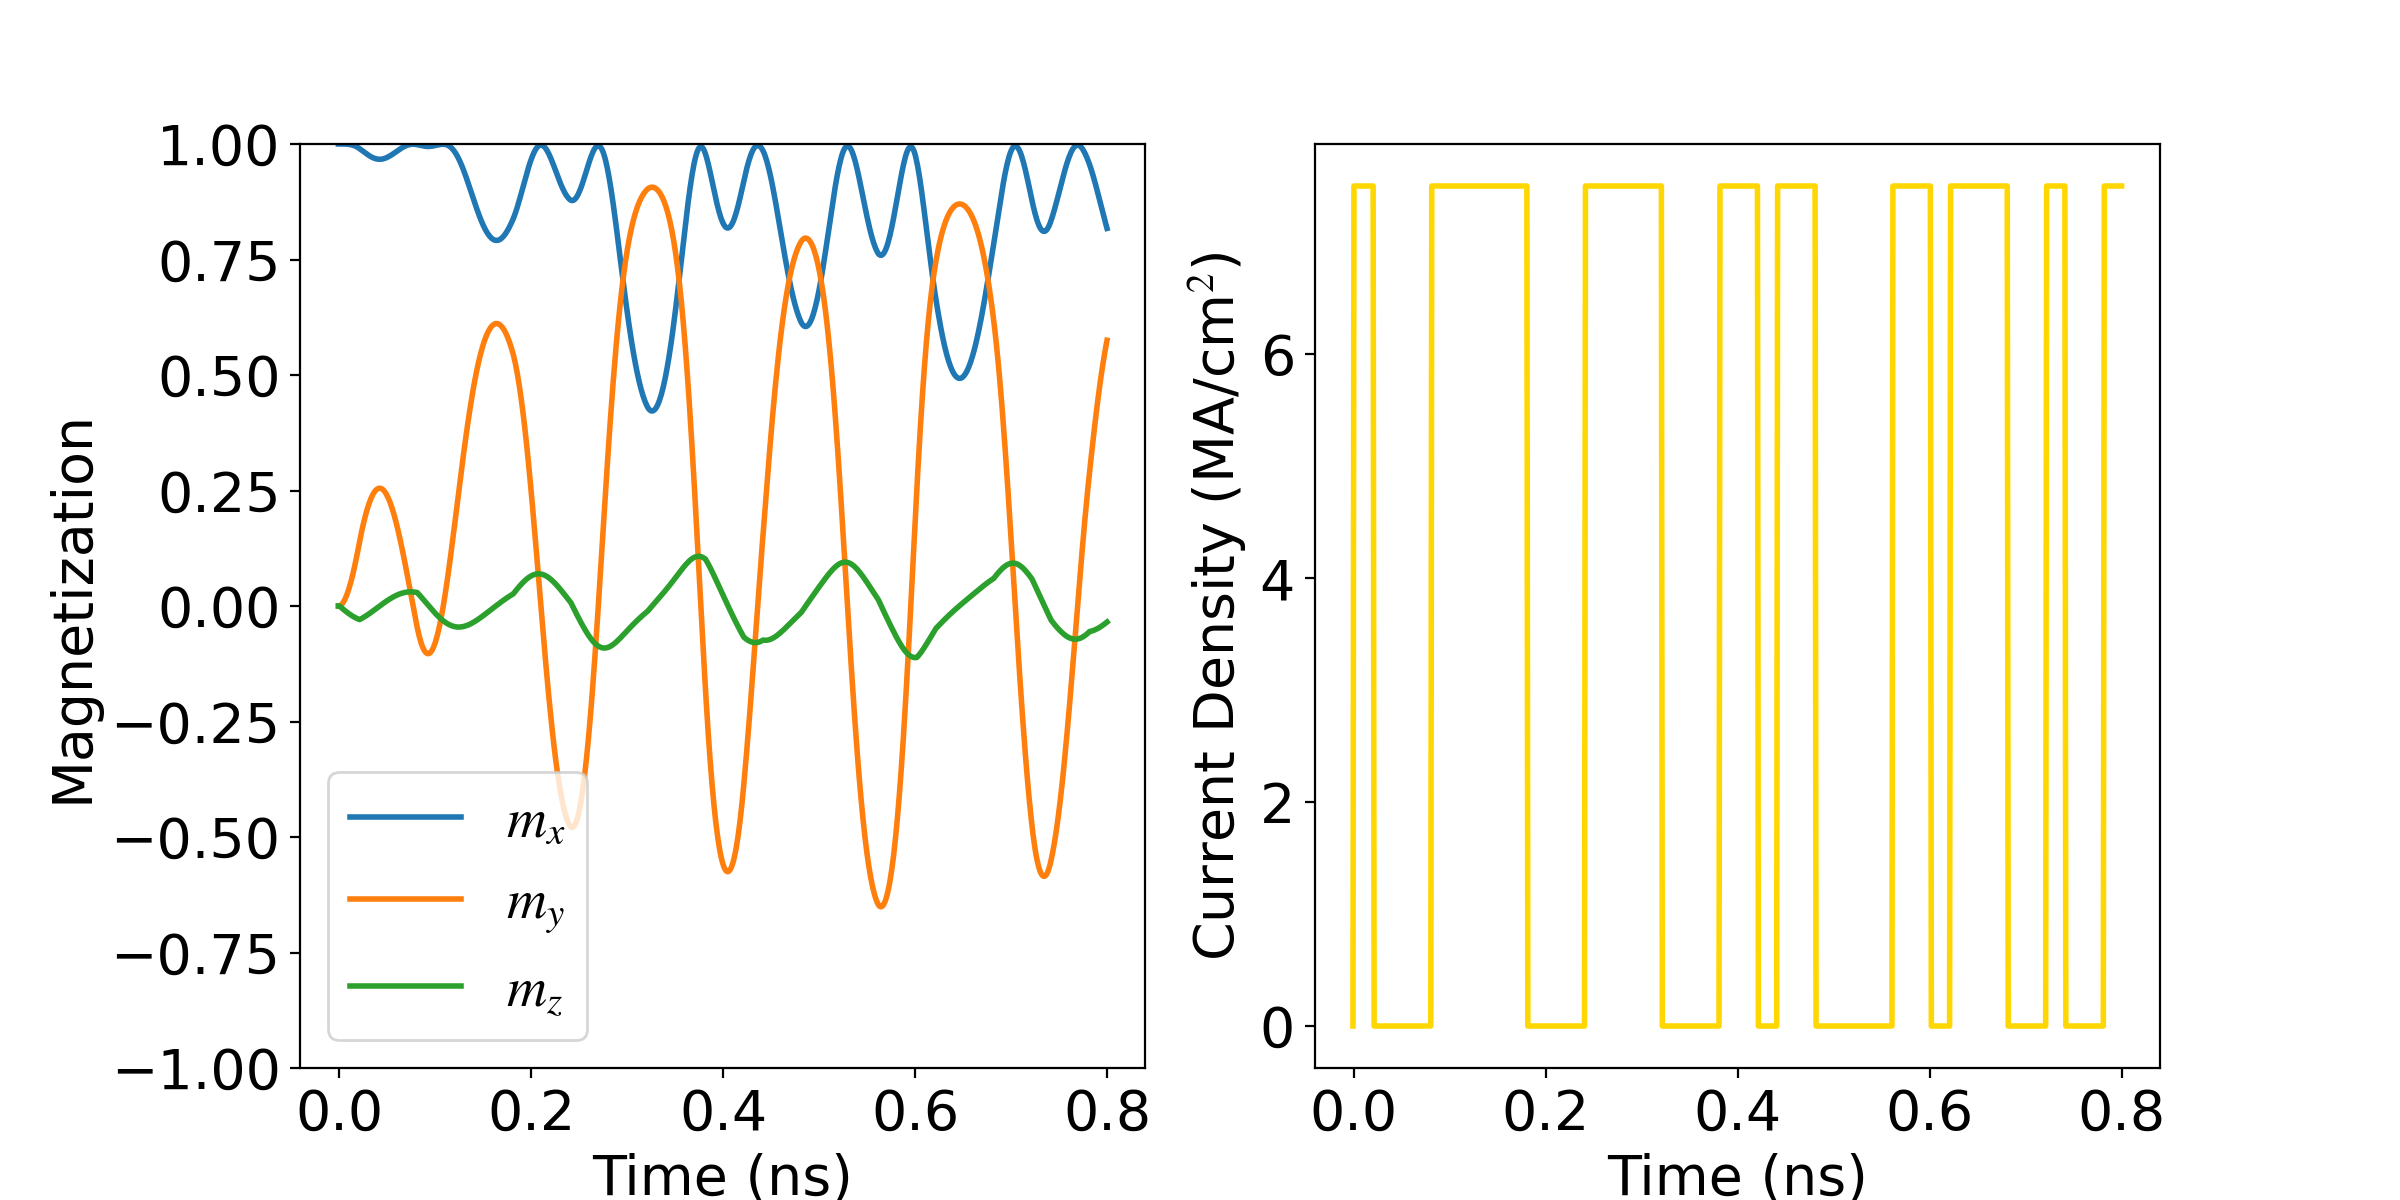 Magnetization
1.00
0.75
0.50
0.25
0.00
−0.25
−0.50
−0.75
−1.00
m_x
m_y
m_z
0.0 0.2 0.4 0.6 0.8
Time (ns)
Current Density (MA/cm²)
6
4
2
0
0.0 0.2 0.4 0.6 0.8
Time (ns)